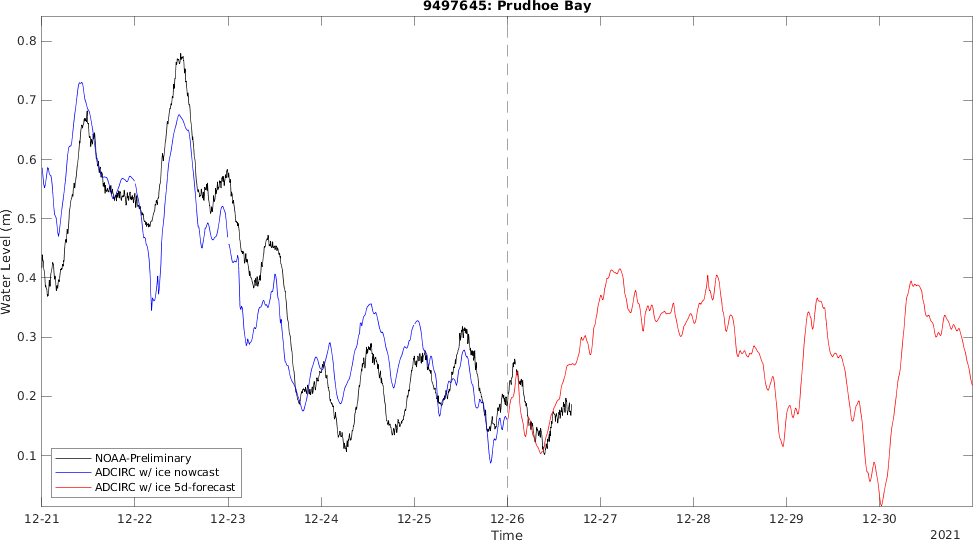 9497645: Prudhoe Bay
Water Level (m)
0.8
0.7
0.6
0.5
0.4
0.3
0.2
0.1
NOAA-Preliminary
ADCIRC w/ ice nowcast
ADCIRC w/ ice 5d-forecast
12-21 12-22 12-23 12-24 12-25 12-26 12-27 12-28 12-29 12-30
Time
2021